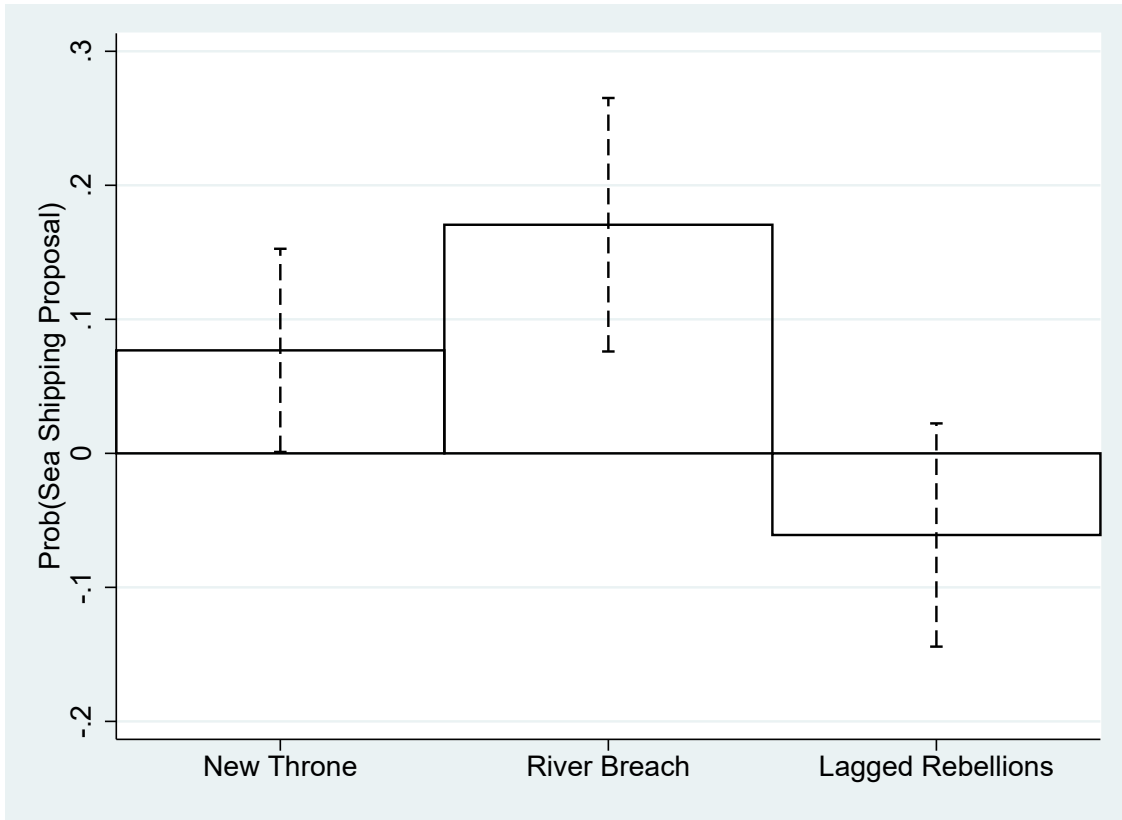 Prob(Sea Shipping Proposal)
.3
.2
.1
0
-.1
-.2
New Throne
River Breach
Lagged Rebellions